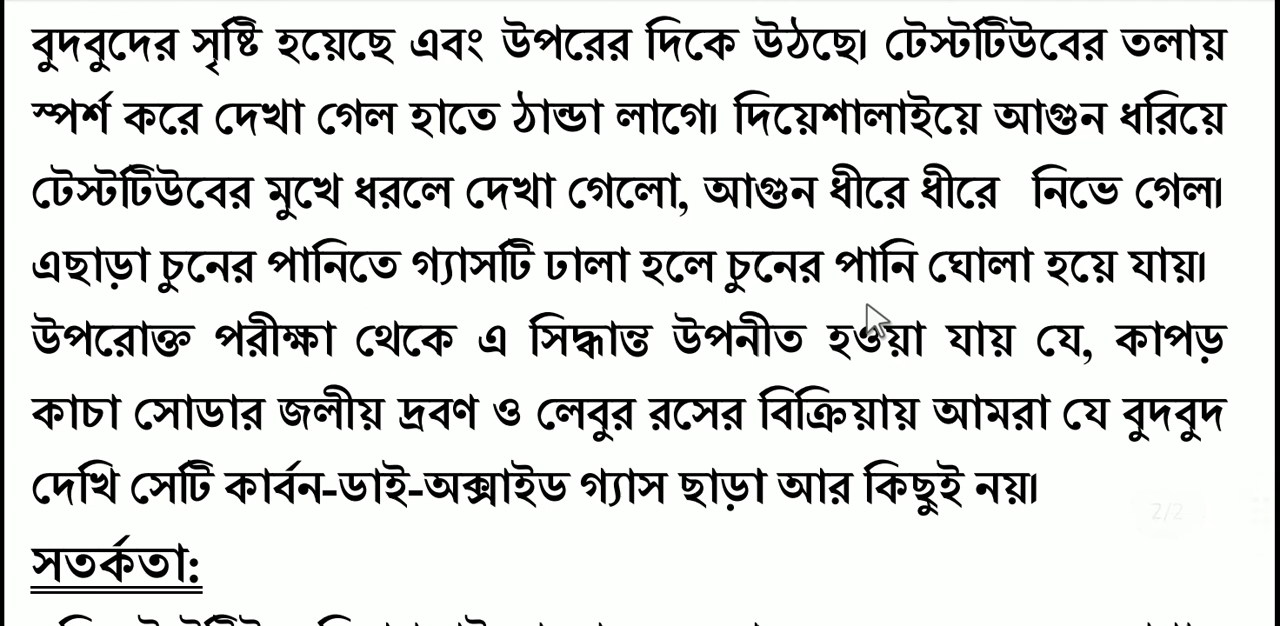 বুদবুদের সৃষ্টি হয়েছে এবং উপরের দিকে উঠছে। টেস্টটিউবের তলায়
স্পর্শ করে দেখা গেল হাতে ঠান্ডা লাগে। দিয়েশালাইয়ে আগুন ধরিয়ে
টেস্টটিউবের মুখে ধরলে দেখা গেলো, আগুন ধীরে ধীরে নিভে গেল।
এছাড়া চুনের পানিতে গ্যাসটি ঢালা হলে চুনের পানি ঘোলা হয়ে যায়।
উপরোক্ত পরীক্ষা থেকে এ সিদ্ধান্ত উপনীত হওয়া যায় যে, কাপড়
কাচা সোডার জলীয় দ্রবণ ও লেবুর রসের বিক্রিয়ায় আমরা যে বুদবুদ
দেখি সেটি কার্বন-ডাই-অক্সাইড গ্যাস ছাড়া আর কিছুই নয়।
2/2
সতর্কতা: